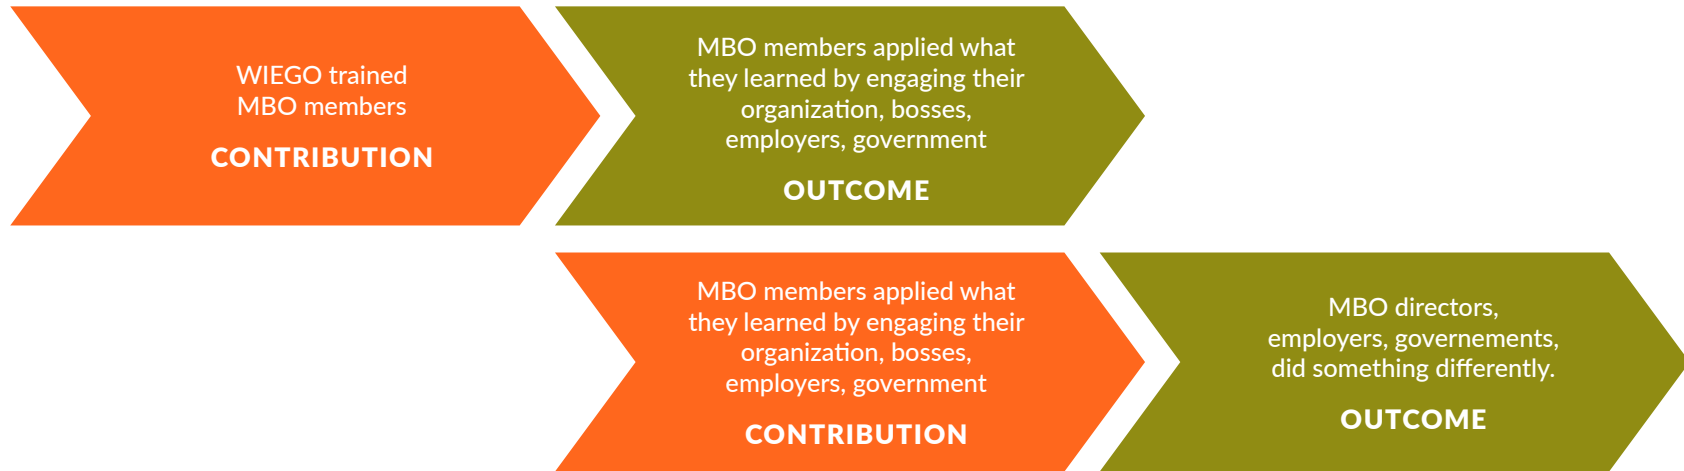 WIEGO trained
MBO members
CONTRIBUTION
MBO members applied what
they learned by engaging their
organization, bosses,
employers, government
OUTCOME
MBO members applied what
they learned by engaging their
organization, bosses,
employers, government
CONTRIBUTION
MBO directors,
employers, governements,
did something differently.
OUTCOME